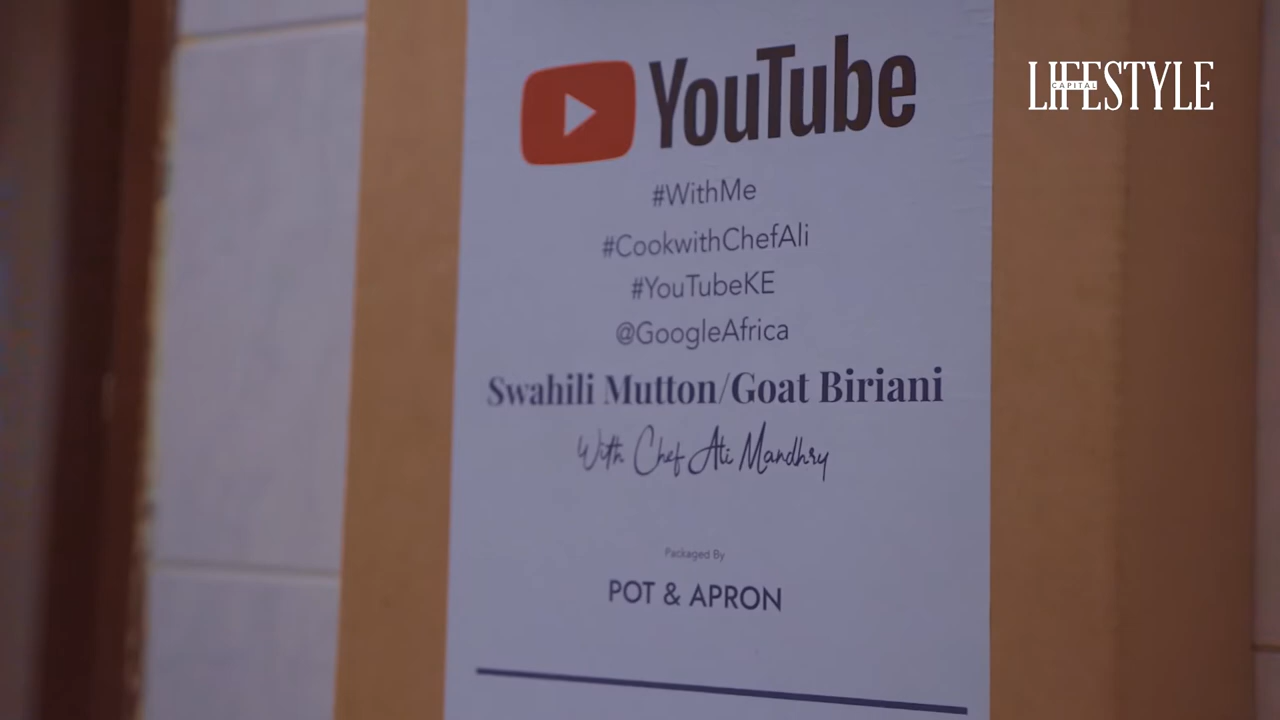 YouTube
#WithMe
#CookwithChefAli
#YouTubeKE
@GoogleAfrica
Swahili Mutton/Goat Biriani
With Chef Ali Mandhry
Packaged By
POT & APRON
LIFESTYLE
CAPITAL